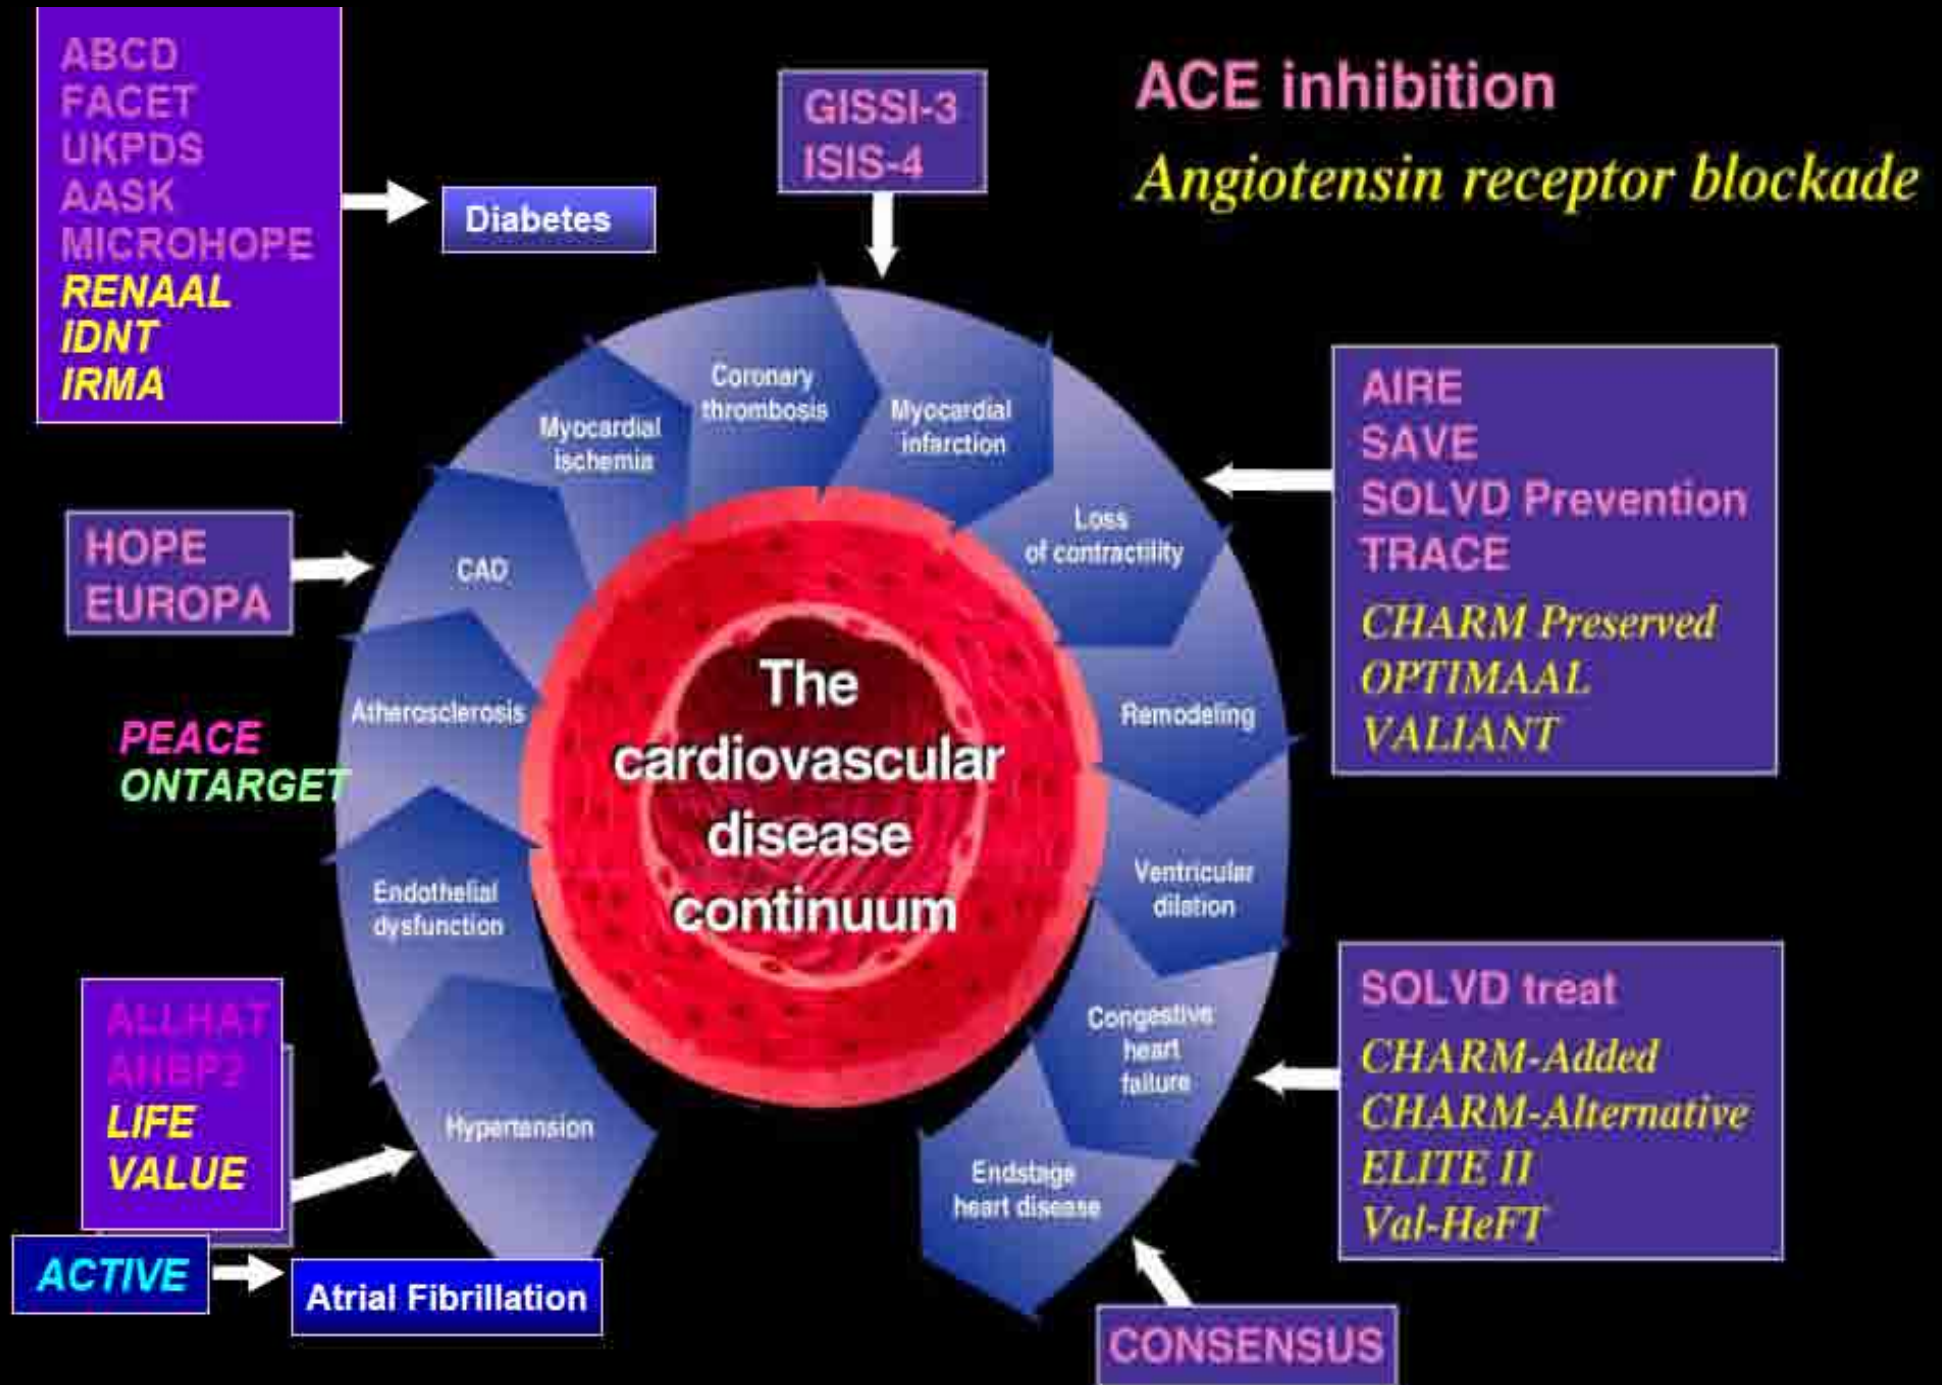 ABCD
FACET
UKPDS
AASK
MICROHOPE
RENAAL
IDNT
IRMA
Diabetes
GISSI-3
ISIS-4
ACE inhibition
Angiotensin receptor blockade
HOPE
EUROPA
PEACE
ONTARGET
ALLHAT
ANBP2
LIFE
VALUE
ACTIVE
Atrial Fibrillation
Hypertension
Endothelial
dysfunction
Atherosclerosis
CAD
Myocardial
ischemia
Coronary
thrombosis
Myocardial
infarction
Loss
of contractility
Remodeling
Ventricular
dilation
Congestive
heart
failure
Endstage
heart disease
The
cardiovascular
disease
continuum
AIRE
SAVE
SOLVD Prevention
TRACE
CHARM Preserved
OPTIMAAL
VALIANT
SOLVD treat
CHARM-Added
CHARM-Alternative
ELITE II
Val-HeFT
CONSENSUS